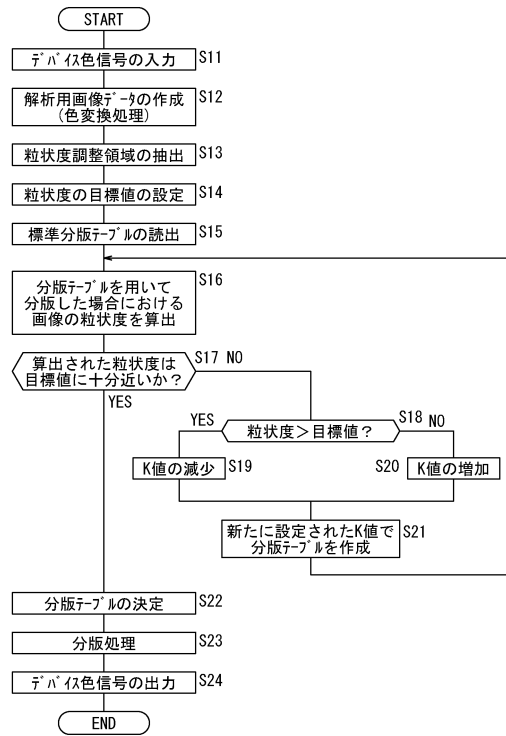 START
デバイス色信号の入力 S11
解析用画像データの作成 S12
(色変換処理)
粒状度調整領域の抽出 S13
粒状度の目標値の設定 S14
標準分版テーブルの読出 S15
分版テーブルを用いて S16
分版した場合における
画像の粒状度を算出
算出された粒状度は S17 NO
目標値に十分近いか?
YES
YES 粒状度>目標値? S18 NO
K値の減少 S19
S20 K値の増加
新たに設定されたK値で S21
分版テーブルを作成
分版テーブルの決定 S22
分版処理 S23
デバイス色信号の出力 S24
END